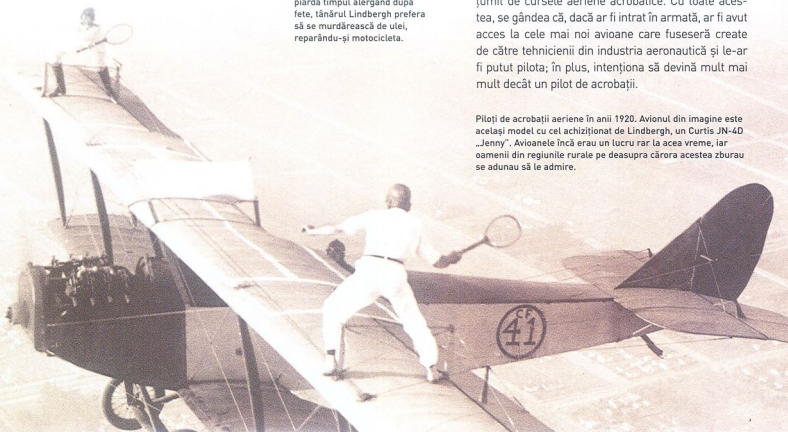 piardă timpul alergând după
fete, tânărul Lindbergh prefera
să se murdărească de ulei,
reparându-și motocicleta.
țumit de cursele aeriene acrobatice. Cu toate aces-
tea, se gândea că, dacă ar fi intrat în armată, ar fi avut
acces la cele mai noi avioane care fuseseră create
de către tehnicienii din industria aeronautică și le-ar
fi putut pilota; în plus, intenționa să devină mult mai
mult decât un pilot de acrobații.
Piloți de acrobații aeriene în anii 1920. Avionul din imagine este
același model cu cel achiziționat de Lindbergh, un Curtis JN-4D
„Jenny”. Avioanele încă erau un lucru rar la acea vreme, iar
oamenii din regiunile rurale pe deasupra cărora acestea zburau
se adunau să le admire.
C.F.
41